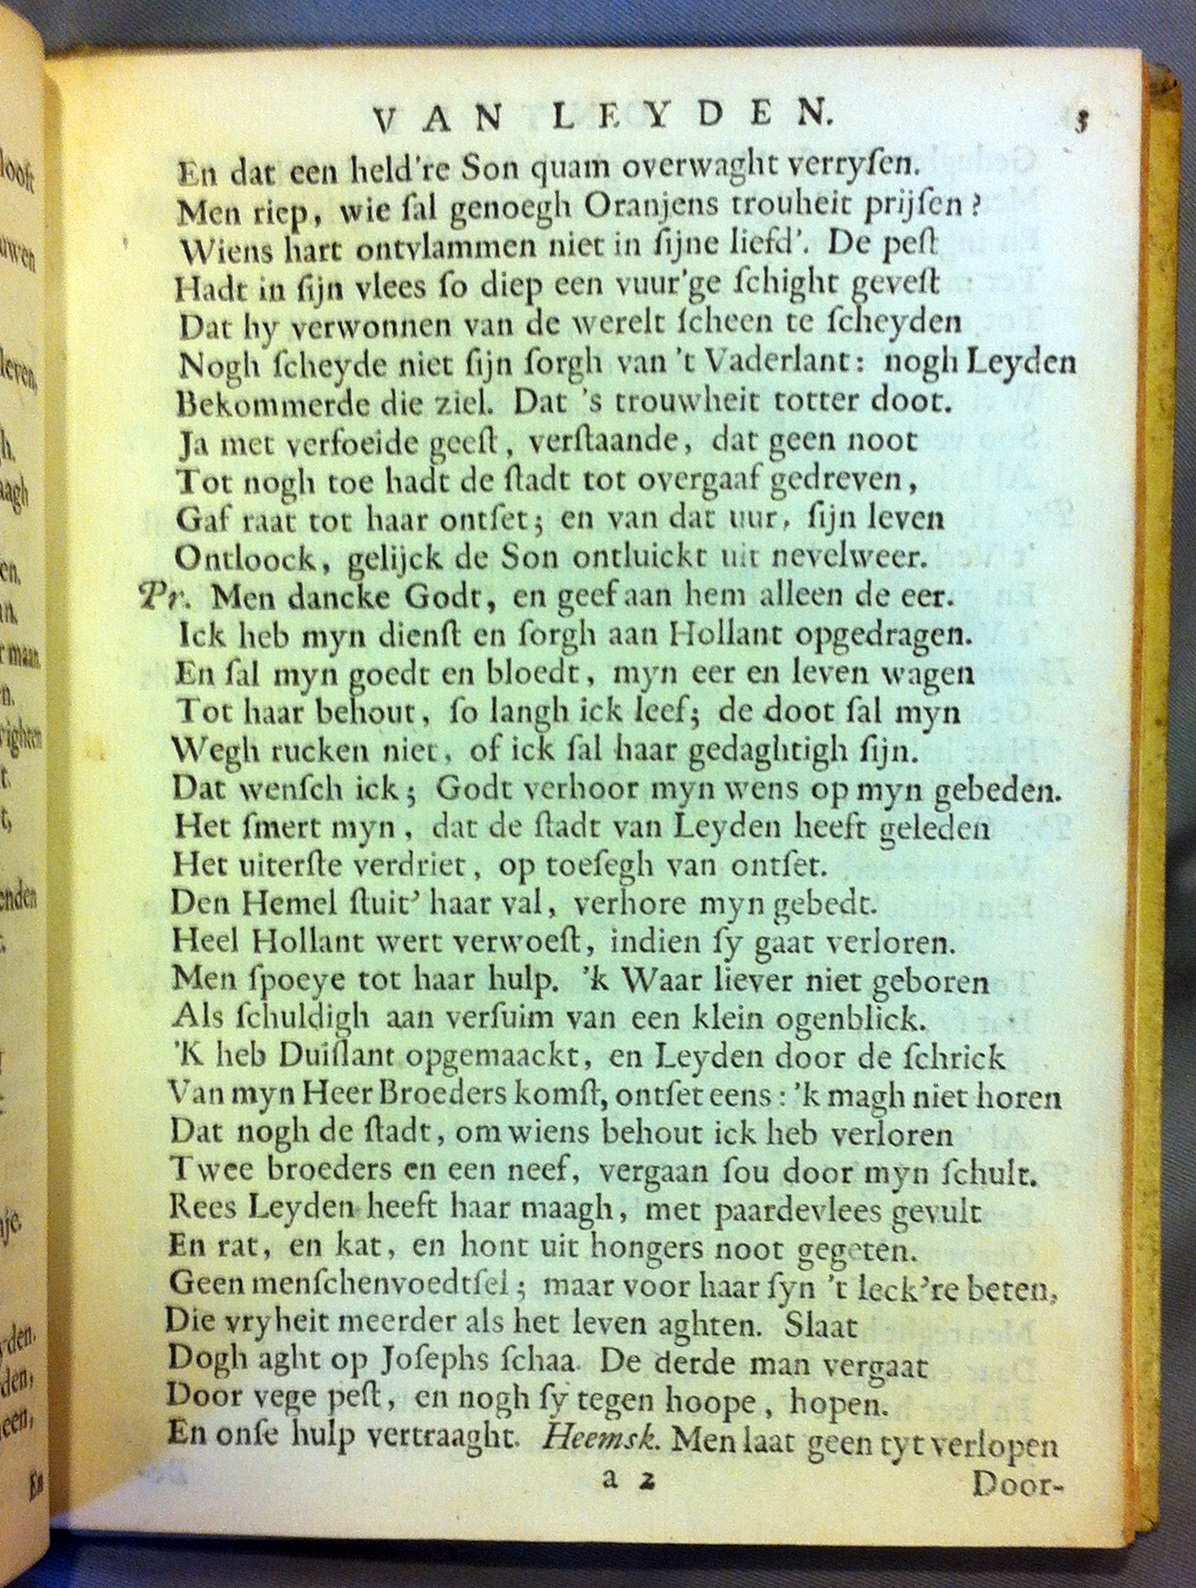 VAN LEYDEN. 3
En dat een held're Son quam overwaght verryſen.
Men riep, wie ſal genoegh Oranjens trouheit prijſen?
Wiens hart ontvlammen niet in ſijne liefd'. De peſt
Hadt in ſijn vlees ſo diep een vuur'ge ſchight geveſt
Dat hy verwonnen van de werelt ſcheen te ſcheyden
Nogh ſcheyde niet ſijn ſorgh van 't Vaderlant: nogh Leyden
Bekommerde die ziel. Dat 's trouwheit totter doot.
Ja met verfoeide geeſt, verſtaande, dat geen noot
Tot nogh toe hadt de ſtadt tot overgaaf gedreven,
Gaf raat tot haar ontſet; en van dat uur, ſijn leven
Ontloock, gelijck de Son ontluickt uit nevelweer.
Pr. Men dancke Godt, en geef aan hem alleen de eer.
Ick heb myn dienſt en ſorgh aan Hollant opgedragen.
En ſal myn goedt en bloedt, myn eer en leven wagen
Tot haar behout, ſo langh ick leef; de doot ſal myn
Wegh rucken niet, of ick ſal haar gedaghtigh ſijn.
Dat wenſch ick; Godt verhoor myn wens op myn gebeden.
Het ſmert myn, dat de ſtadt van Leyden heeft geleden
Het uiterſte verdriet, op toeſegh van ontſet.
Den Hemel ſtuit' haar val, verhore myn gebedt.
Heel Hollant wert verwoeſt, indien ſy gaat verloren.
Men ſpoeye tot haar hulp. 'k Waar liever niet geboren
Als ſchuldigh aan verſuim van een klein ogenblick.
'K heb Duiſlant opgemaackt, en Leyden door de ſchrick
Van myn Heer Broeders komſt, ontſet eens: 'k magh niet horen
Dat nogh de ſtadt, om wiens behout ick heb verloren
Twee broeders en een neef, vergaan ſou door myn ſchult.
Rees Leyden heeft haar maagh, met paardevlees gevult
En rat, en kat, en hont uit hongers noot gegeten.
Geen menſchenvoedtſel; maar voor haar ſyn 't leck're beten,
Die vryheit meerder als het leven aghten. Slaat
Dogh aght op Joſephs ſchaa. De derde man vergaat
Door vege peſt, en nogh ſy tegen hoope, hopen.
En onſe hulp vertraaght. Heemsk. Men laat geen tyt verlopen
a 2 Door-